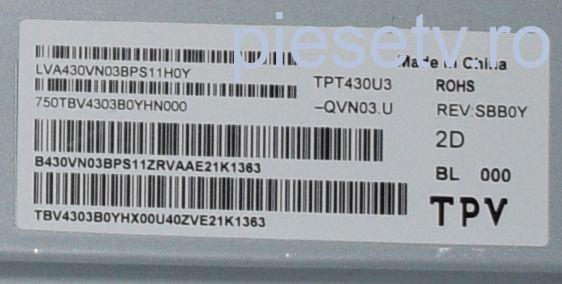 piesetv.ro
Made in China
LVA430VN03BPS11H0Y
TPT430U3 ROHS
750TBV4303B0YHN000
-QVN03.U REV:SBB0Y
2D
B430VN03BPS11ZRVAAE21K1363
BL 000
TBV4303B0YHX00U40ZVE21K1363
TPV